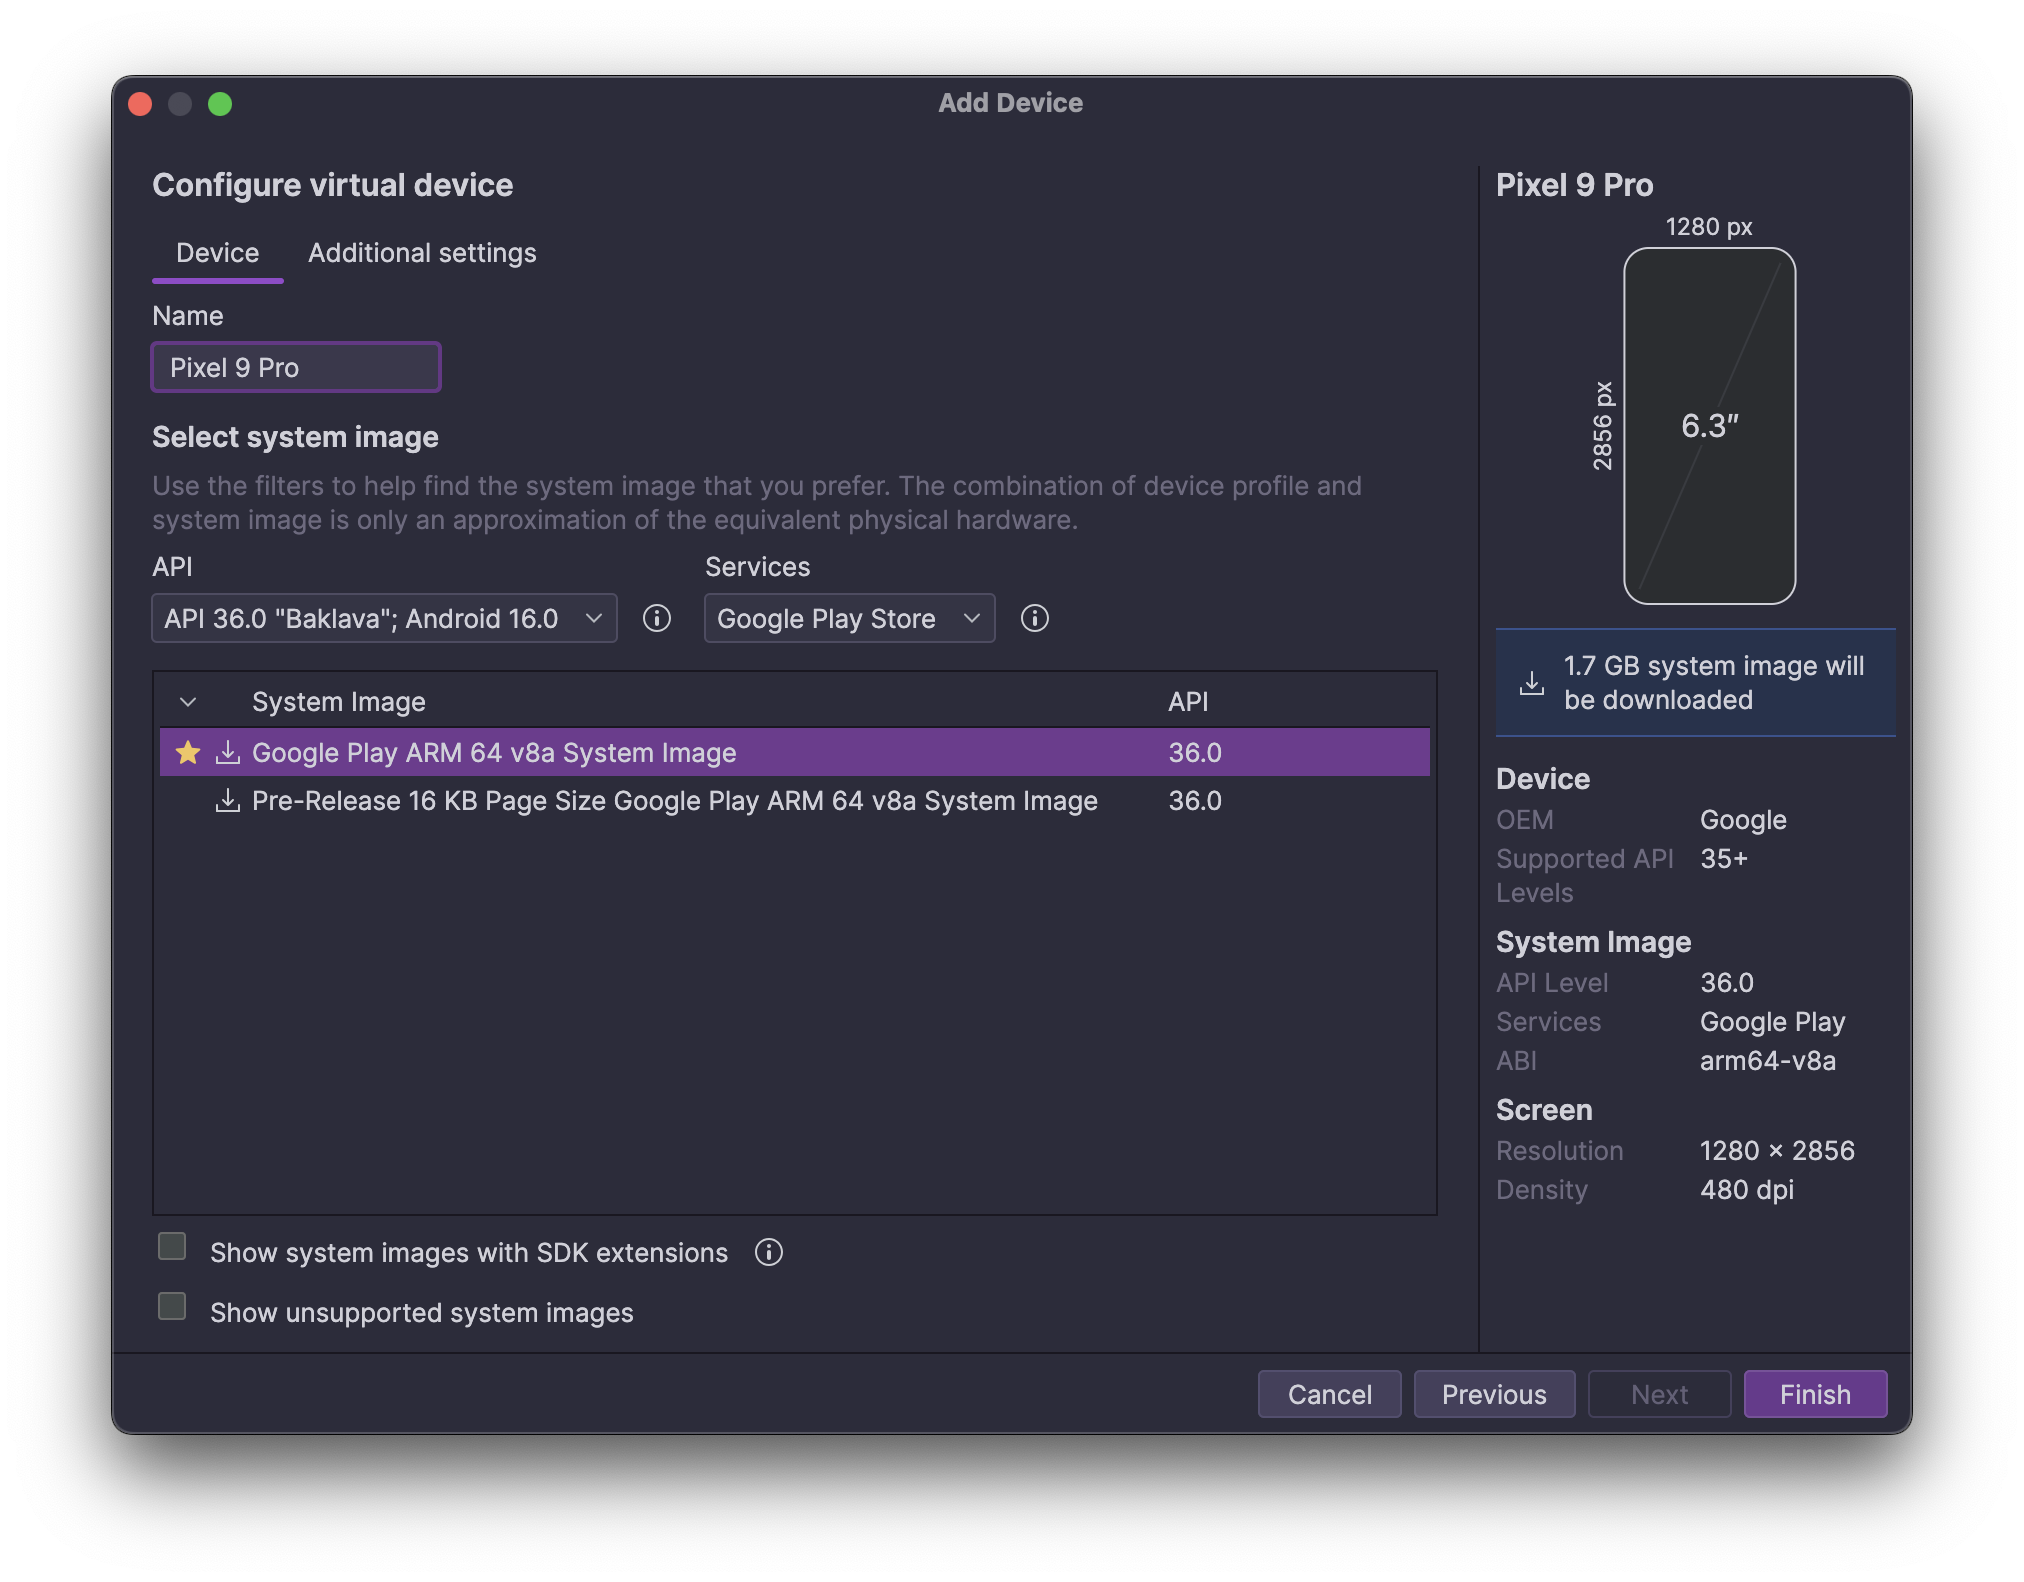 Add Device
Configure virtual device
Device Additional settings
Name
Pixel 9 Pro
Select system image
Use the filters to help find the system image that you prefer. The combination of device profile and
system image is only an approximation of the equivalent physical hardware.
API Services
API 36.0 "Baklava"; Android 16.0 Google Play Store
System Image API
Google Play ARM 64 v8a System Image 36.0
Pre-Release 16 KB Page Size Google Play ARM 64 v8a System Image 36.0
Show system images with SDK extensions
Show unsupported system images
Pixel 9 Pro
1280 px
2856 px
6.3"
1.7 GB system image will
be downloaded
Device
OEM Google
Supported API 35+
Levels
System Image
API Level 36.0
Services Google Play
ABI arm64-v8a
Screen
Resolution 1280 × 2856
Density 480 dpi
Cancel Previous Next Finish